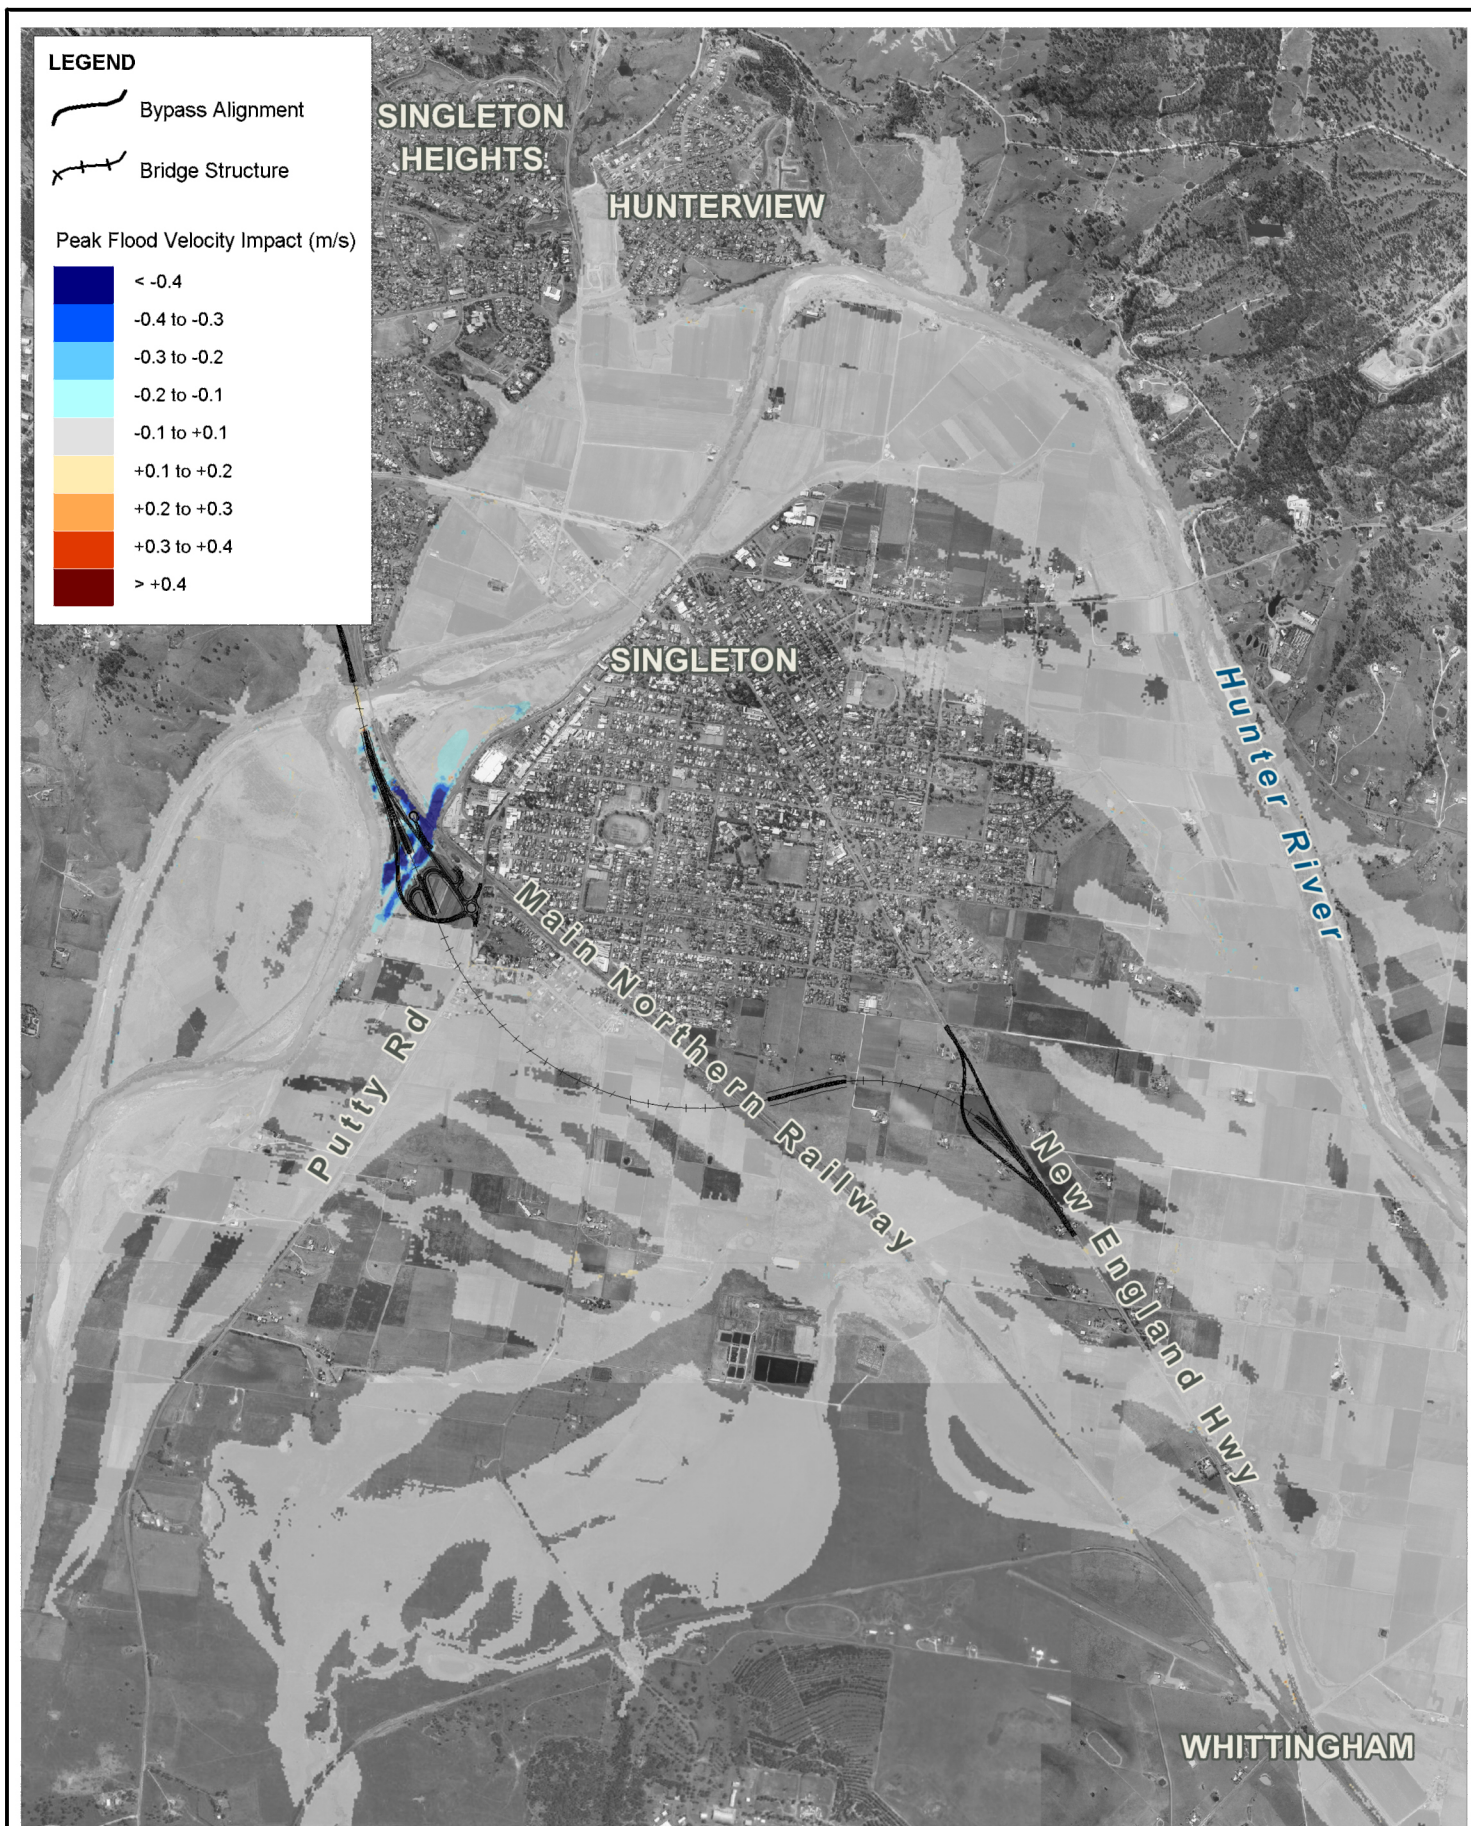 LEGEND
Bypass Alignment
Bridge Structure
Peak Flood Velocity Impact (m/s)
< -0.4
-0.4 to -0.3
-0.3 to -0.2
-0.2 to -0.1
-0.1 to +0.1
+0.1 to +0.2
+0.2 to +0.3
+0.3 to +0.4
> +0.4
SINGLETON
HEIGHTS
HUNTERVIEW
SINGLETON
Hunter River
Main Northern Railway
Putty Rd
New England Hwy
WHITTINGHAM